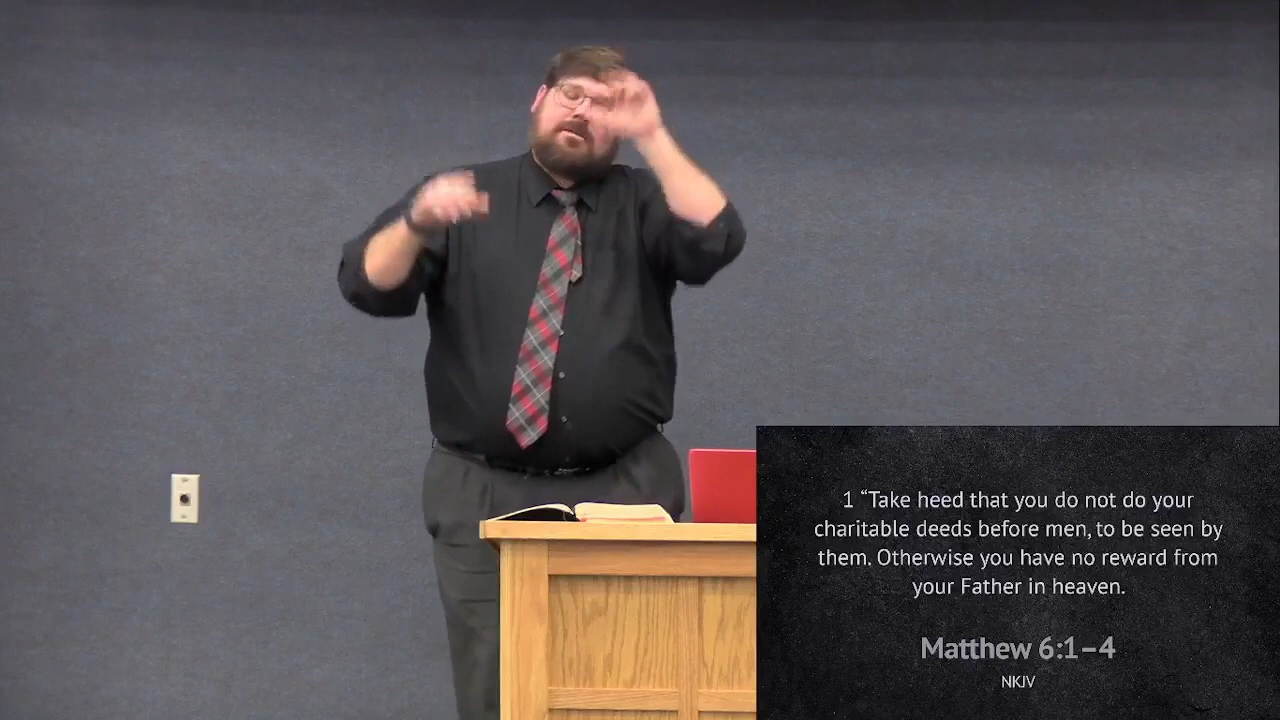 1 “Take heed that you do not do your
charitable deeds before men, to be seen by
them. Otherwise you have no reward from
your Father in heaven.
Matthew 6:1–4
NKJV